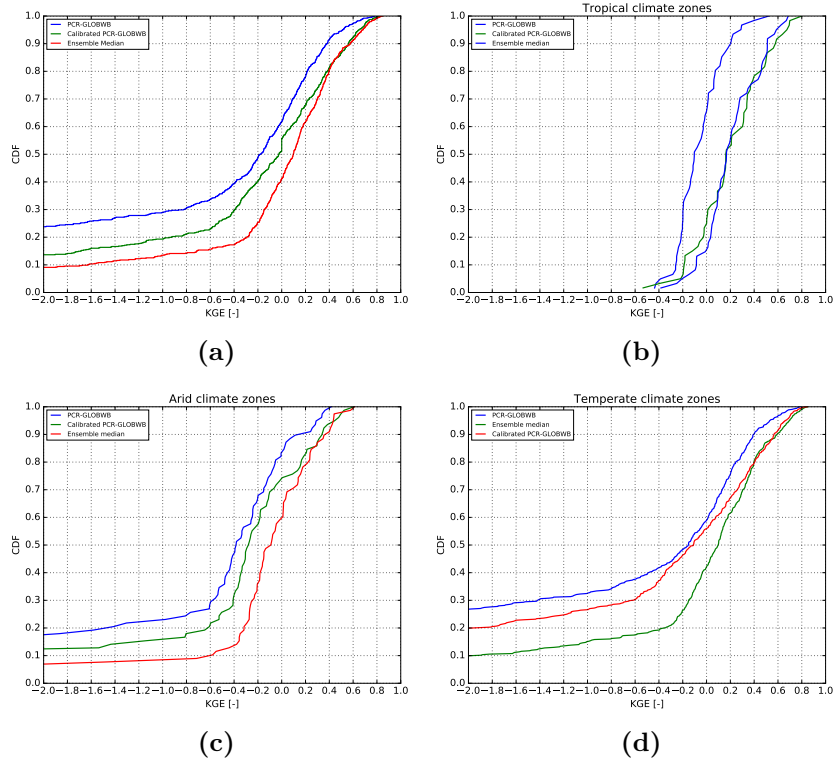 PCR-GLOBWB
Calibrated PCR-GLOBWB
Ensemble Median
CDF
1.0
0.9
0.8
0.7
0.6
0.5
0.4
0.3
0.2
0.1
0.0
−2.0 −1.8 −1.6 −1.4 −1.2 −1.0 −0.8 −0.6 −0.4 −0.2 0.0 0.2 0.4 0.6 0.8 1.0
KGE [-]
(a)
Tropical climate zones
PCR-GLOBWB
Calibrated PCR-GLOBWB
Ensemble median
CDF
1.0
0.9
0.8
0.7
0.6
0.5
0.4
0.3
0.2
0.1
0.0
−2.0 −1.8 −1.6 −1.4 −1.2 −1.0 −0.8 −0.6 −0.4 −0.2 0.0 0.2 0.4 0.6 0.8 1.0
KGE [-]
(b)
Arid climate zones
PCR-GLOBWB
Calibrated PCR-GLOBWB
Ensemble median
CDF
1.0
0.9
0.8
0.7
0.6
0.5
0.4
0.3
0.2
0.1
0.0
−2.0 −1.8 −1.6 −1.4 −1.2 −1.0 −0.8 −0.6 −0.4 −0.2 0.0 0.2 0.4 0.6 0.8 1.0
KGE [-]
(c)
Temperate climate zones
PCR-GLOBWB
Ensemble median
Calibrated PCR-GLOBWB
CDF
1.0
0.9
0.8
0.7
0.6
0.5
0.4
0.3
0.2
0.1
0.0
−2.0 −1.8 −1.6 −1.4 −1.2 −1.0 −0.8 −0.6 −0.4 −0.2 0.0 0.2 0.4 0.6 0.8 1.0
KGE [-]
(d)